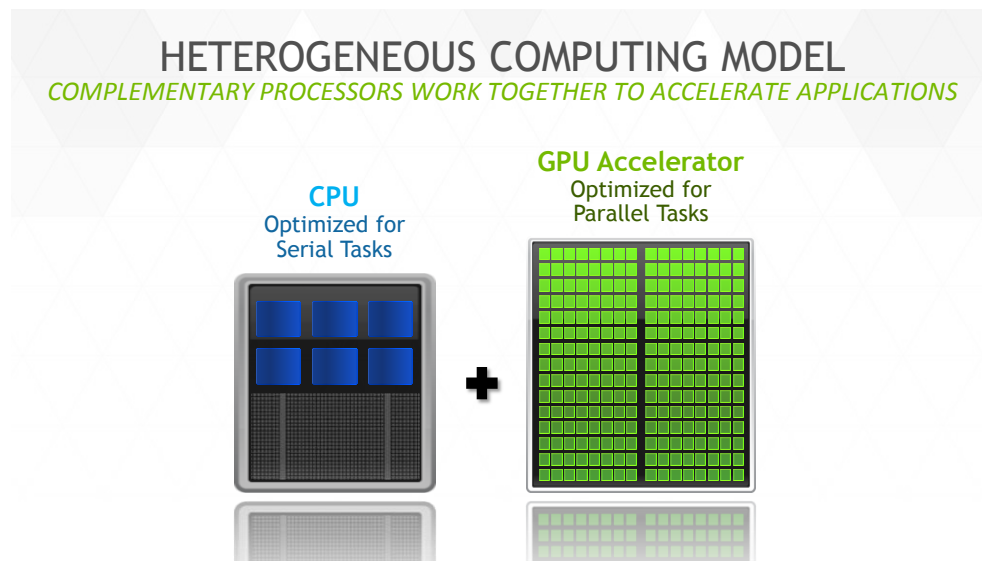 HETEROGENEOUS COMPUTING MODEL
COMPLEMENTARY PROCESSORS WORK TOGETHER TO ACCELERATE APPLICATIONS
CPU
Optimized for
Serial Tasks
GPU Accelerator
Optimized for
Parallel Tasks